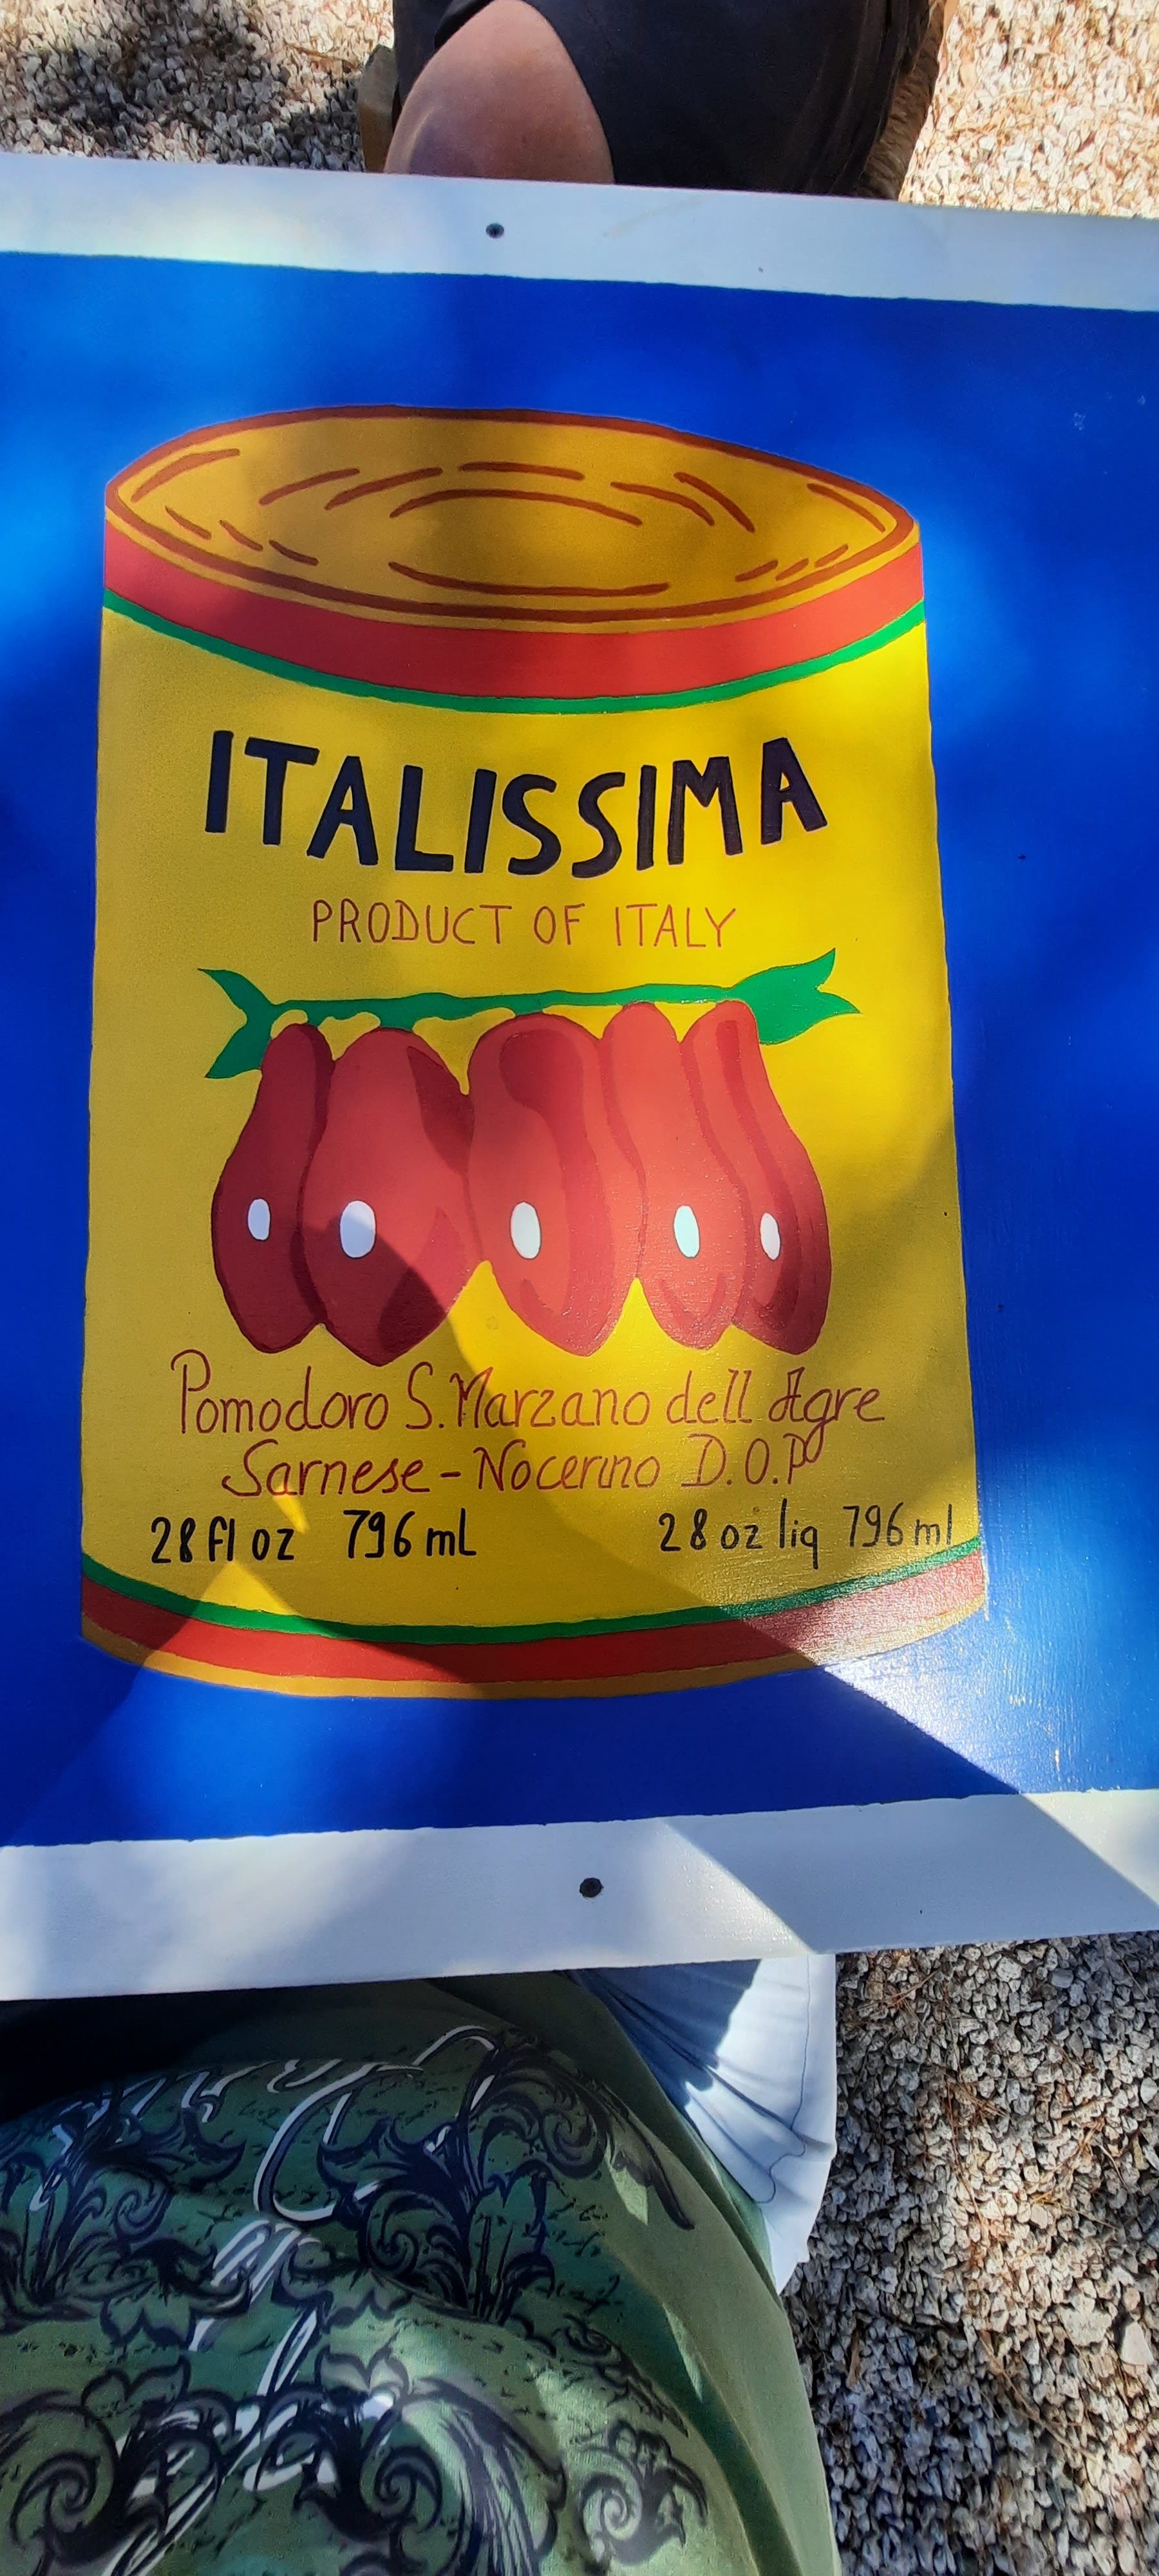 ITALISSIMA
PRODUCT OF ITALY
Pomodoro S. Marzano dell Agre
Sarnese - Nocerino D.O.P
28 fl oz 796 mL 28 oz liq 796 ml